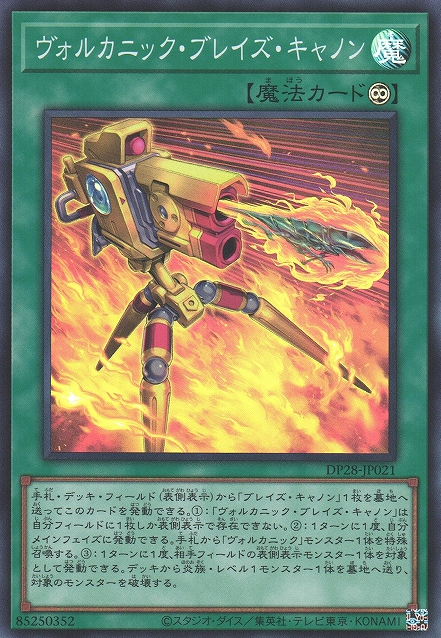 ヴォルカニック・ブレイズ・キャノン 魔
【魔法カード】
DP28-JP021
手札・デッキ・フィールド(表側表示)から「ブレイズ・キャノン」1枚を墓地へ
送ってこのカードを発動できる。①:「ヴォルカニック・ブレイズ・キャノン」は
自分フィールドに1枚しか表側表示で存在できない。②:1ターンに1度、自分
メインフェイズに発動できる。手札から「ヴォルカニック」モンスター1体を特殊
召喚する。③:1ターンに1度、相手フィールドの表側表示モンスター1体を対象
として発動できる。デッキから炎族・レベル1モンスター1体を墓地へ送り、
対象のモンスターを破壊する。
85250352 ©スタジオ・ダイス/集英社・テレビ東京・KONAMI